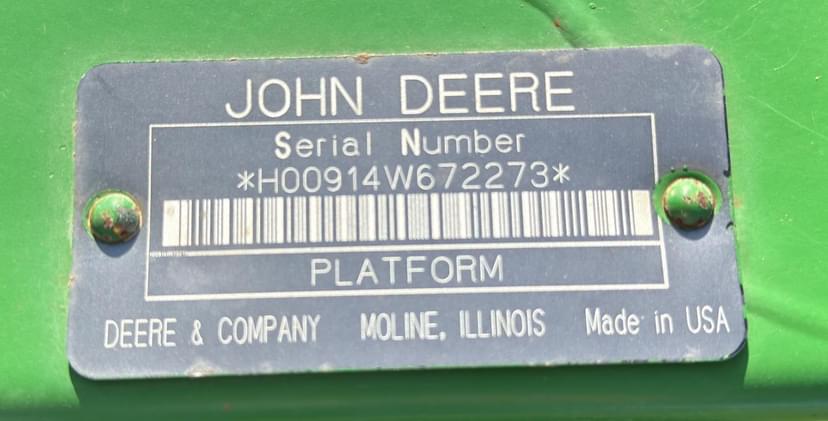 JOHN DEERE
Serial Number
*H00914W672273*
PLATFORM
DEERE & COMPANY MOLINE, ILLINOIS Made in USA